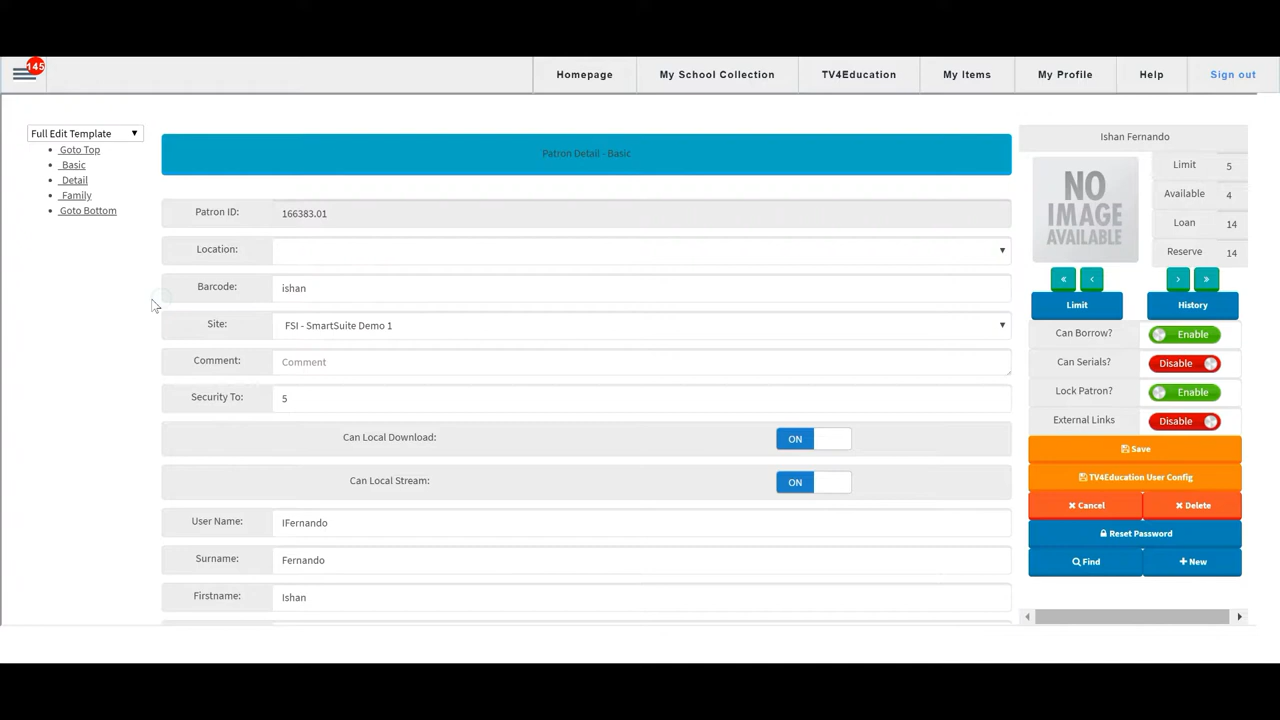 145
Homepage
My School Collection
TV4Education
My Items
My Profile
Help
Sign out
Full Edit Template
Goto Top
Basic
Detail
Family
Goto Bottom
Patron Detail - Basic
Patron ID: 166383.01
Location:
Barcode: ishan
Site: FSI - SmartSuite Demo 1
Comment: Comment
Security To: 5
Can Local Download: ON
Can Local Stream: ON
User Name: IFernando
Surname: Fernando
Firstname: Ishan
Ishan Fernando
NO
IMAGE
AVAILABLE
Limit 5
Available 4
Loan 14
Reserve 14
« ‹ › »
Limit
History
Can Borrow? Enable
Can Serials? Disable
Lock Patron? Enable
External Links Disable
Save
TV4Education User Config
Cancel
Delete
Reset Password
Find
New